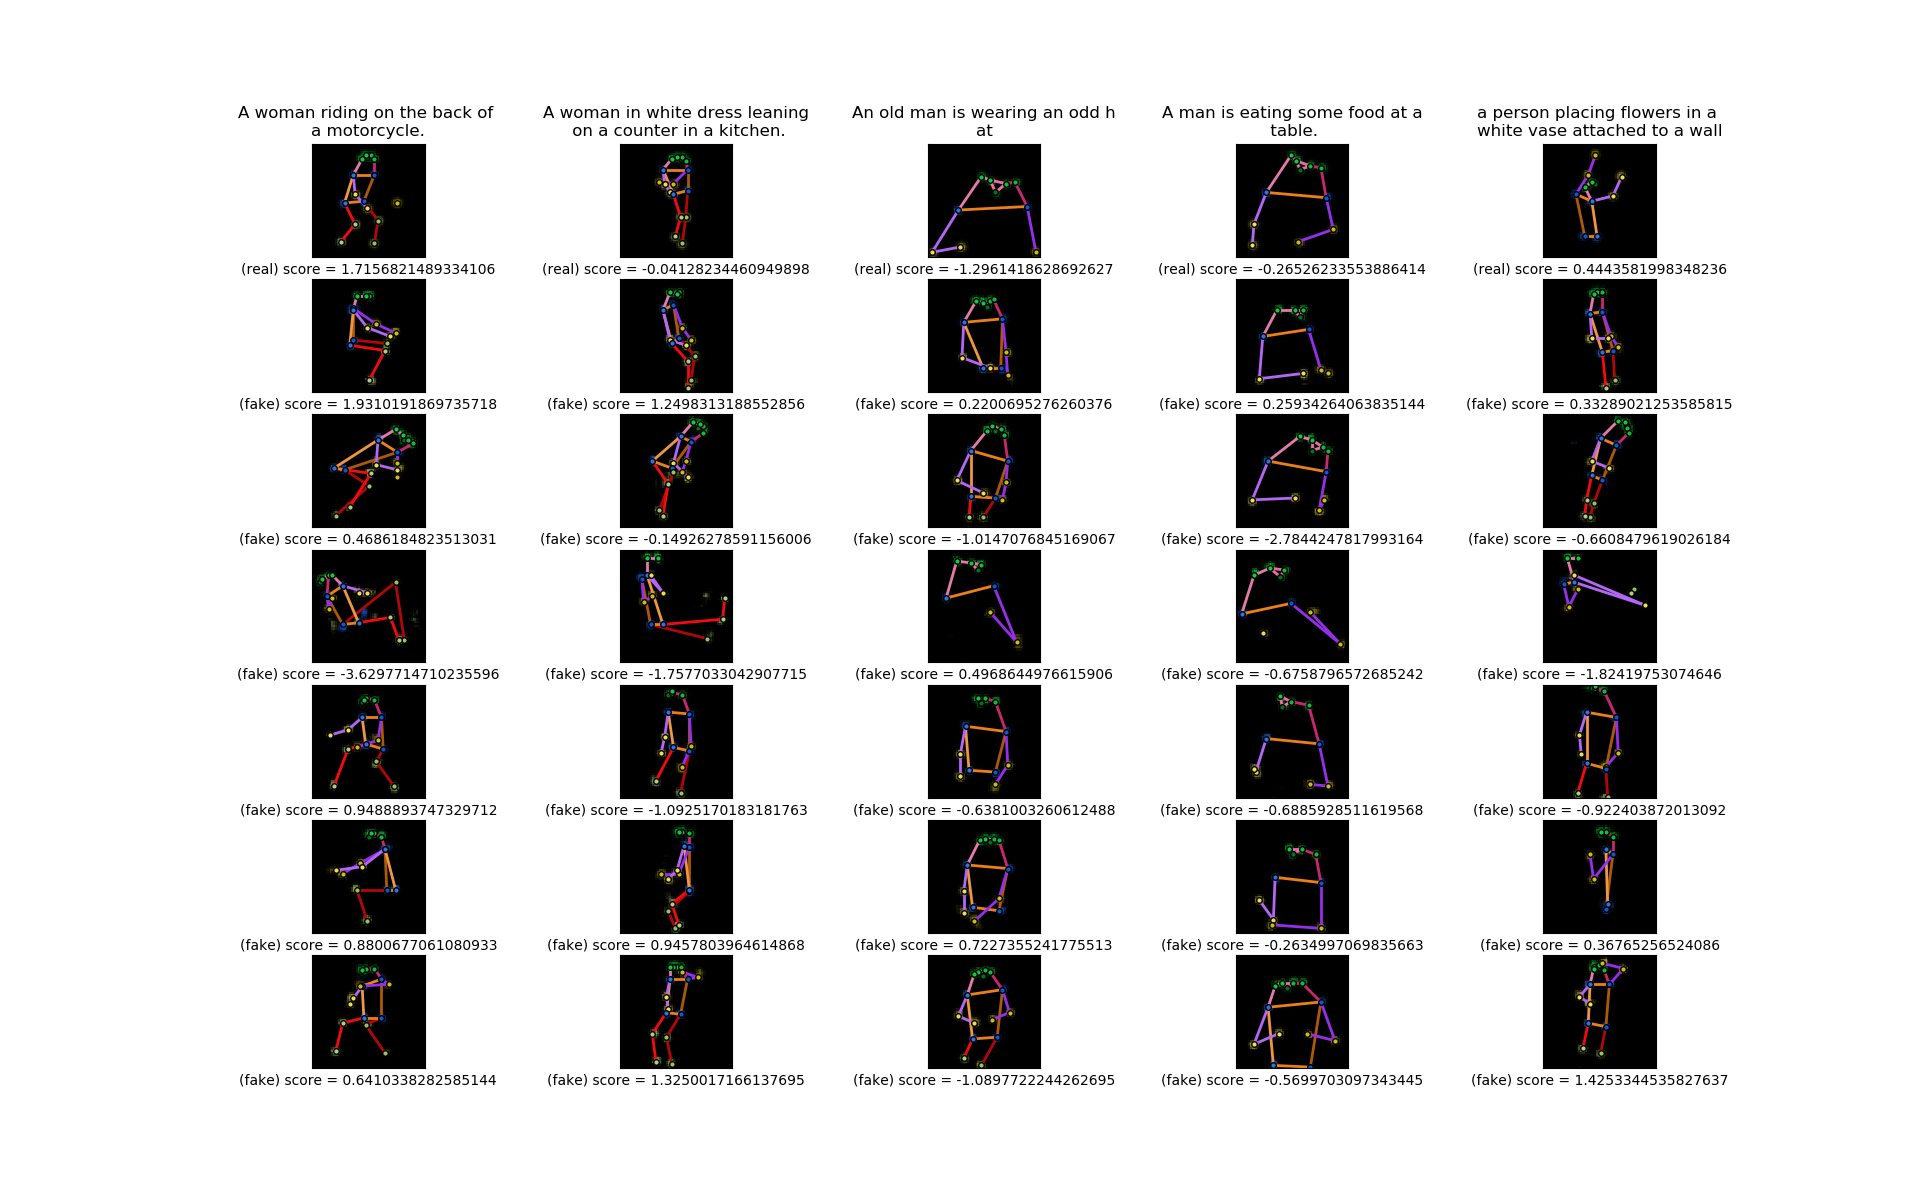 A woman riding on the back of
a motorcycle.
A woman in white dress leaning
on a counter in a kitchen.
An old man is wearing an odd h
at
A man is eating some food at a
table.
a person placing flowers in a
white vase attached to a wall
(real) score = 1.7156821489334106
(real) score = -0.04128234460949898
(real) score = -1.2961418628692627
(real) score = -0.26526233553886414
(real) score = 0.4443581998348236
(fake) score = 1.9310191869735718
(fake) score = 1.2498313188552856
(fake) score = 0.2200695276260376
(fake) score = 0.25934264063835144
(fake) score = 0.33289021253585815
(fake) score = 0.4686184823513031
(fake) score = -0.14926278591156006
(fake) score = -1.0147076845169067
(fake) score = -2.7844247817993164
(fake) score = -0.6608479619026184
(fake) score = -3.6297714710235596
(fake) score = -1.7577033042907715
(fake) score = 0.4968644976615906
(fake) score = -0.6758796572685242
(fake) score = -1.82419753074646
(fake) score = 0.9488893747329712
(fake) score = -1.0925170183181763
(fake) score = -0.6381003260612488
(fake) score = -0.6885928511619568
(fake) score = -0.922403872013092
(fake) score = 0.8800677061080933
(fake) score = 0.9457803964614868
(fake) score = 0.7227355241775513
(fake) score = -0.2634997069835663
(fake) score = 0.36765256524086
(fake) score = 0.6410338282585144
(fake) score = 1.3250017166137695
(fake) score = -1.0897722244262695
(fake) score = -0.5699703097343445
(fake) score = 1.4253344535827637